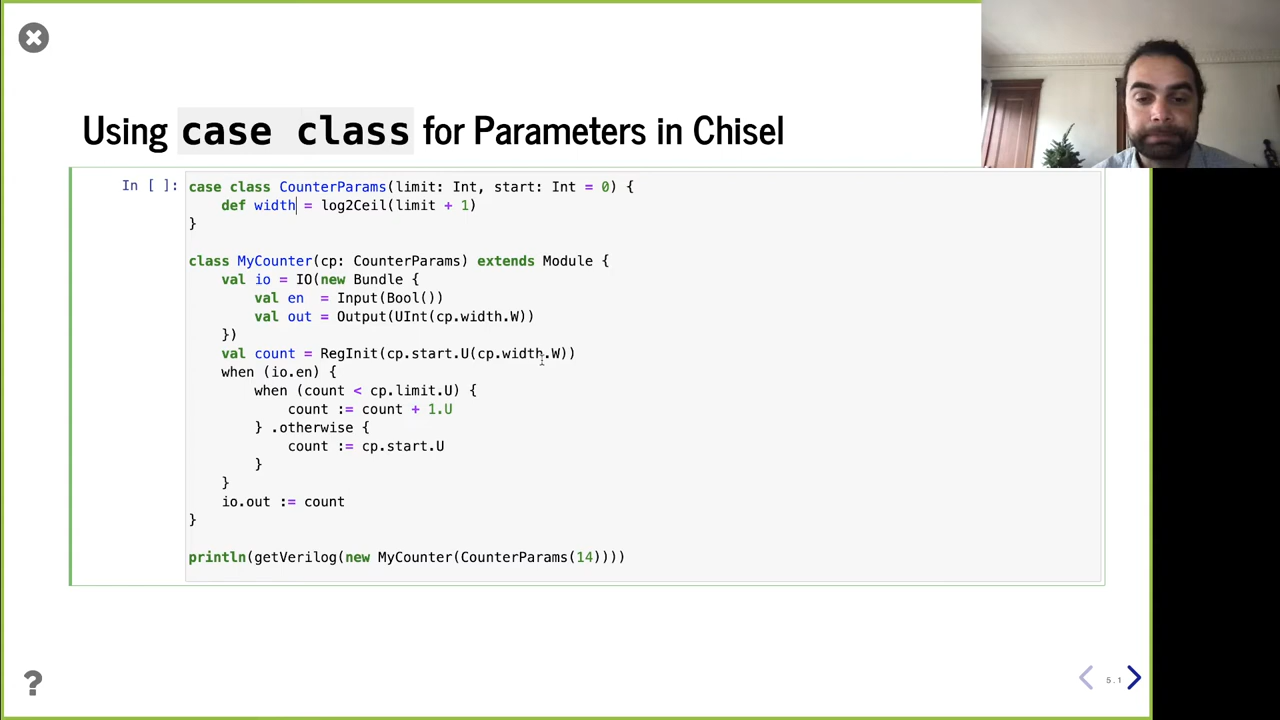 Using case class for Parameters in Chisel
In [ ]:
case class CounterParams(limit: Int, start: Int = 0) {
    def width = log2Ceil(limit + 1)
}

class MyCounter(cp: CounterParams) extends Module {
    val io = IO(new Bundle {
        val en  = Input(Bool())
        val out = Output(UInt(cp.width.W))
    })
    val count = RegInit(cp.start.U(cp.width.W))
    when (io.en) {
        when (count < cp.limit.U) {
            count := count + 1.U
        } .otherwise {
            count := cp.start.U
        }
    }
    io.out := count
}

println(getVerilog(new MyCounter(CounterParams(14))))
?
5.1